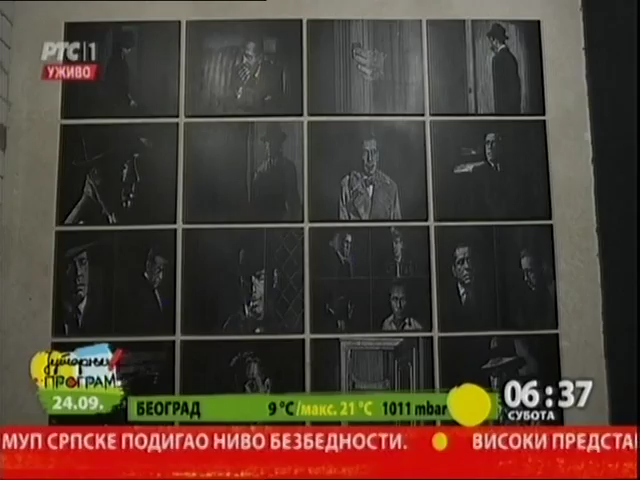 РТС|1
УЖИВО
Јутарњи
ПРОГРАМ
24.09.
БЕОГРАД 9 °C /макс. 21 °C 1011 mbar
06:37
СУБОТА
МУП СРПСКЕ ПОДИГАО НИВО БЕЗБЕДНОСТИ. ВИСОКИ ПРЕДСТА